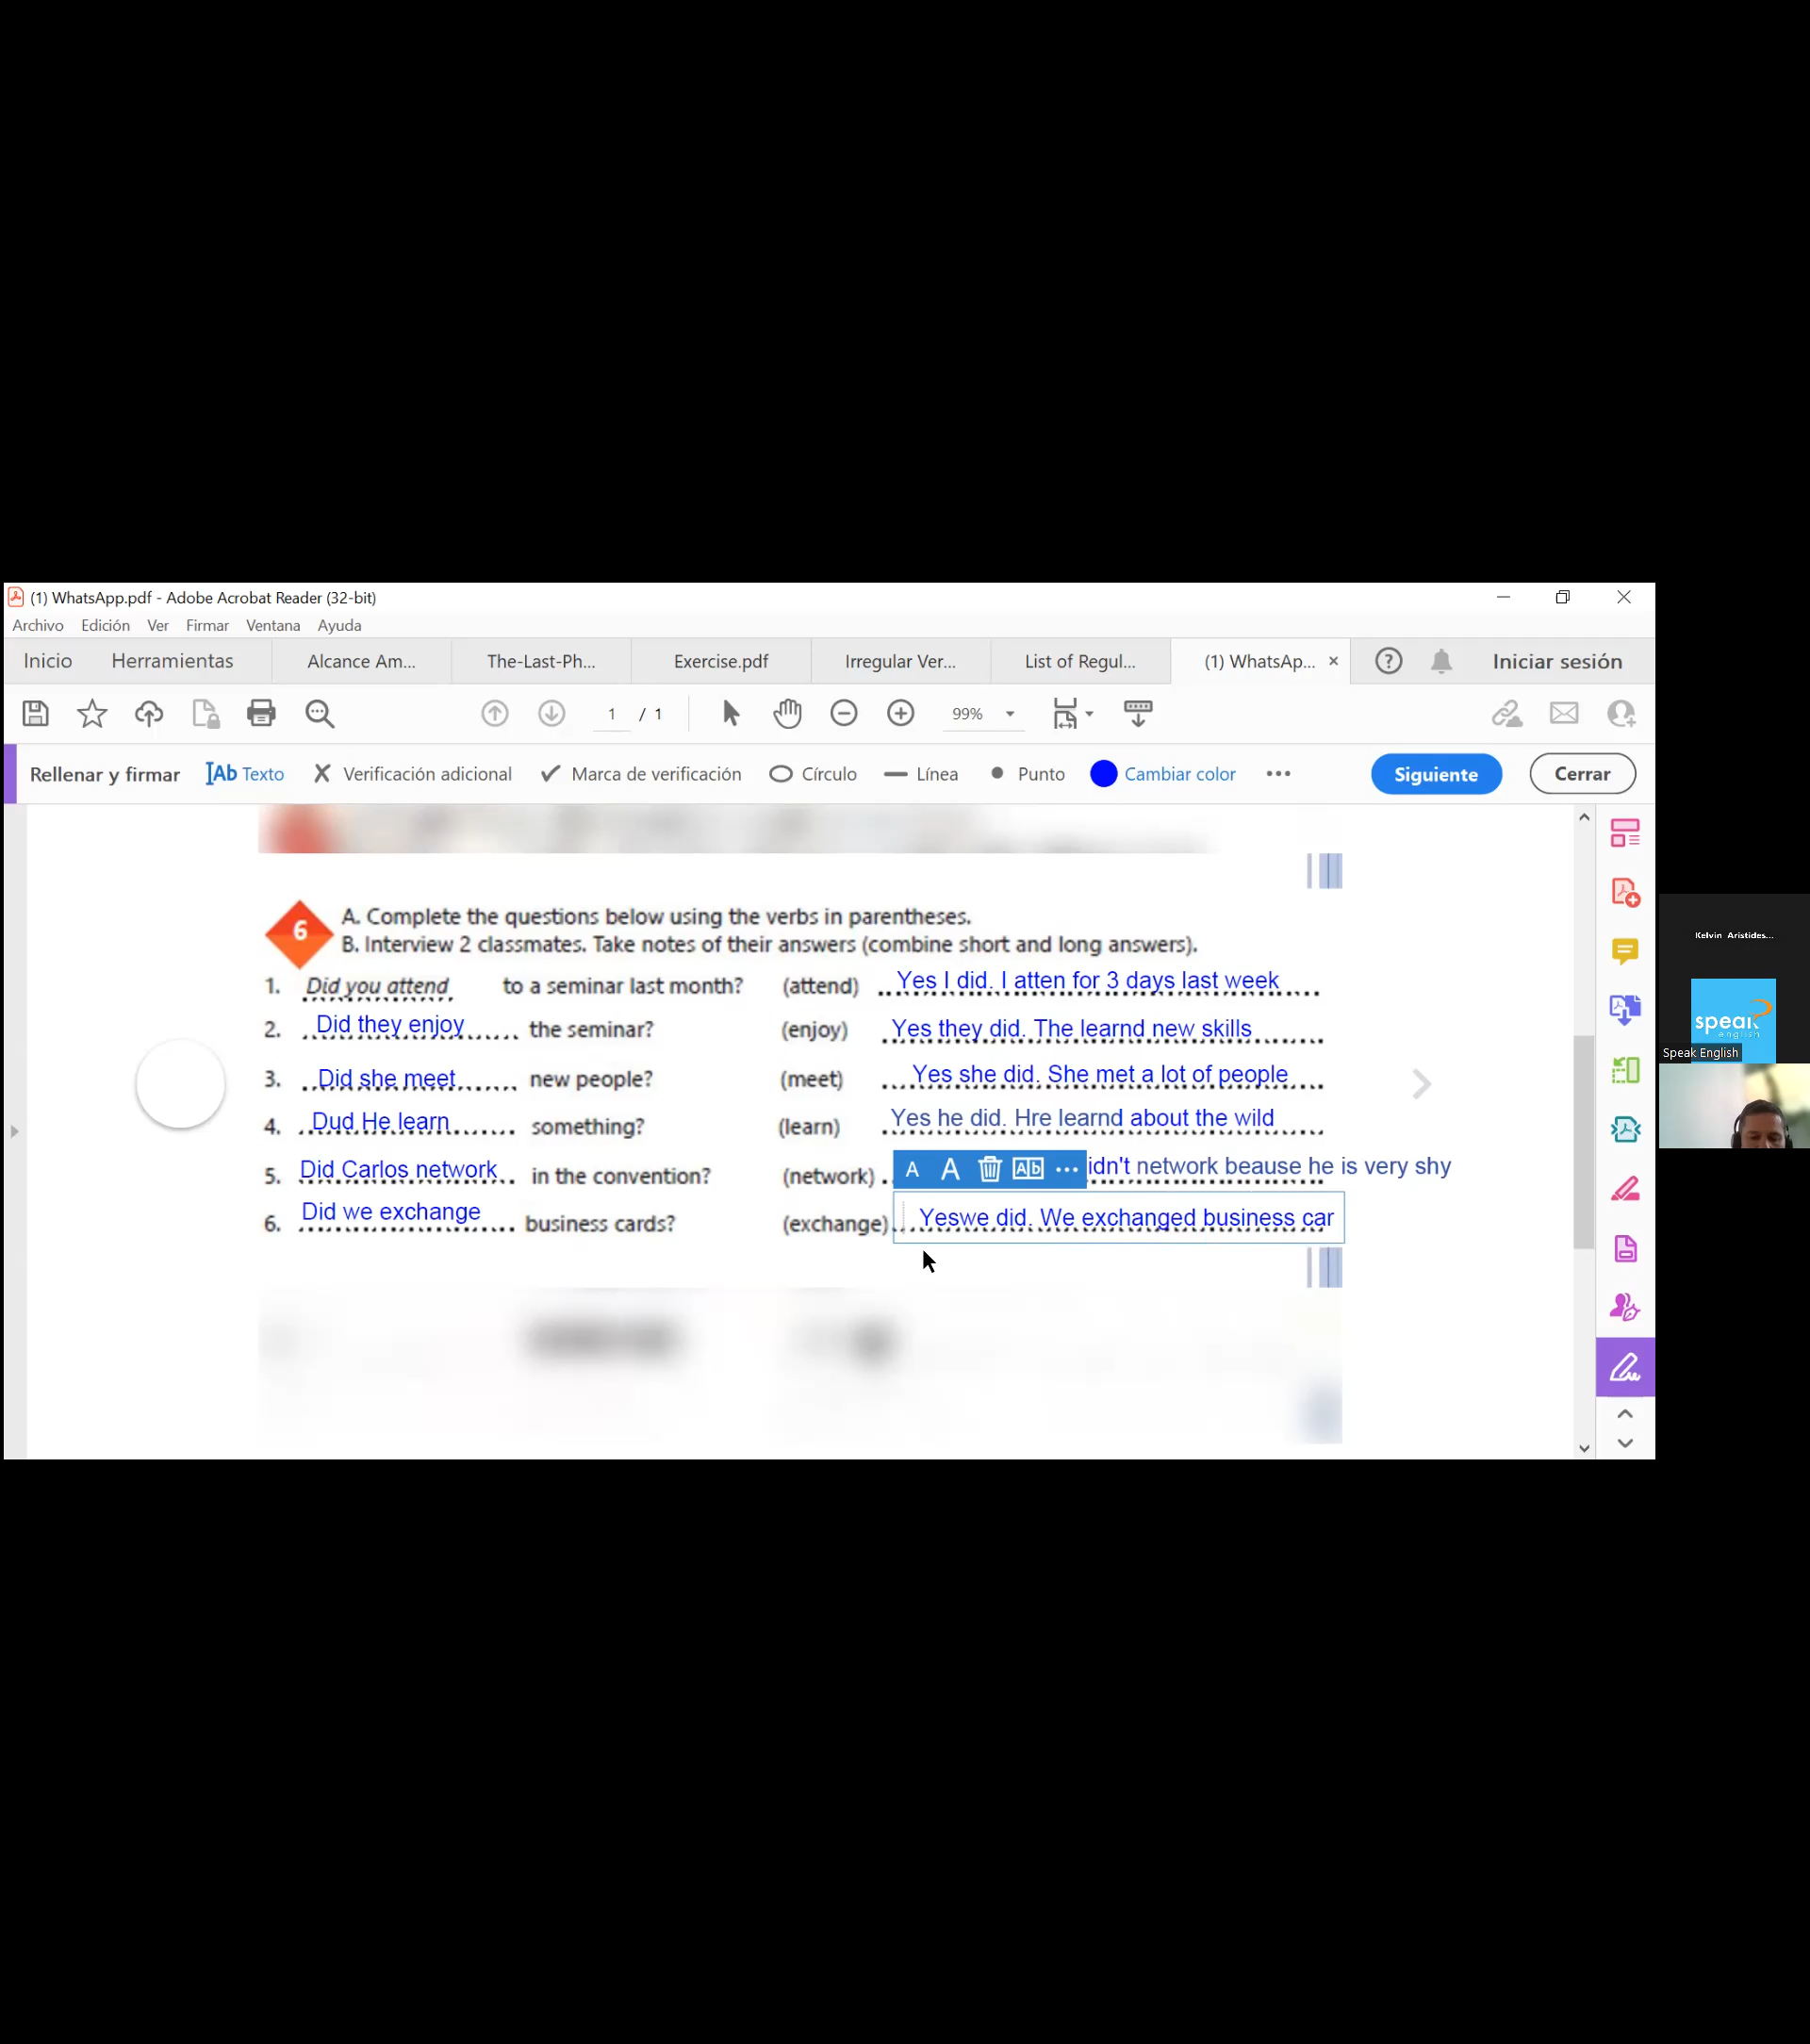 (1) WhatsApp.pdf - Adobe Acrobat Reader (32-bit)
Archivo Edición Ver Firmar Ventana Ayuda
Inicio Herramientas Alcance Am... The-Last-Ph... Exercise.pdf Irregular Ver... List of Regul... (1) WhatsAp... × ? Iniciar sesión
1 / 1 99%
Rellenar y firmar Ab Texto Verificación adicional Marca de verificación Círculo Línea Punto Cambiar color ••• Siguiente Cerrar
6 A. Complete the questions below using the verbs in parentheses.
B. Interview 2 classmates. Take notes of their answers (combine short and long answers).
1. Did you attend to a seminar last month? (attend) Yes I did. I atten for 3 days last week
2. Did they enjoy the seminar? (enjoy) Yes they did. The learnd new skills
3. Did she meet new people? (meet) Yes she did. She met a lot of people
4. Dud He learn something? (learn) Yes he did. Hre learnd about the wild
5. Did Carlos network in the convention? (network) A A Ab ••• idn't network beause he is very shy
6. Did we exchange business cards? (exchange) Yeswe did. We exchanged business car
Kelvin Aristides...
speak
english
Speak English